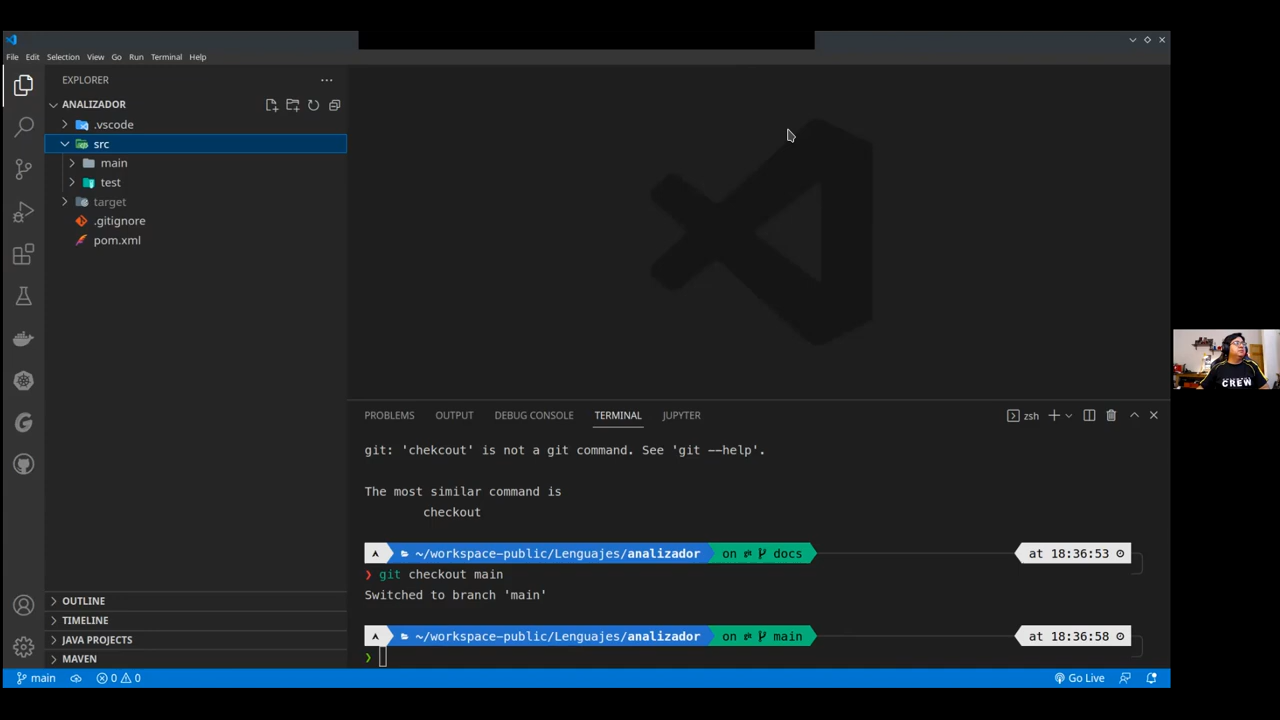 File Edit Selection View Go Run Terminal Help
EXPLORER
ANALIZADOR
.vscode
src
main
test
target
.gitignore
pom.xml
OUTLINE
TIMELINE
JAVA PROJECTS
MAVEN
PROBLEMS OUTPUT DEBUG CONSOLE TERMINAL JUPYTER
zsh
git: 'chekcout' is not a git command. See 'git --help'.
The most similar command is
checkout
~/workspace-public/Lenguajes/analizador on docs at 18:36:53
❯ git checkout main
Switched to branch 'main'
~/workspace-public/Lenguajes/analizador on main at 18:36:58
❯
main 0 0 Go Live
CREW